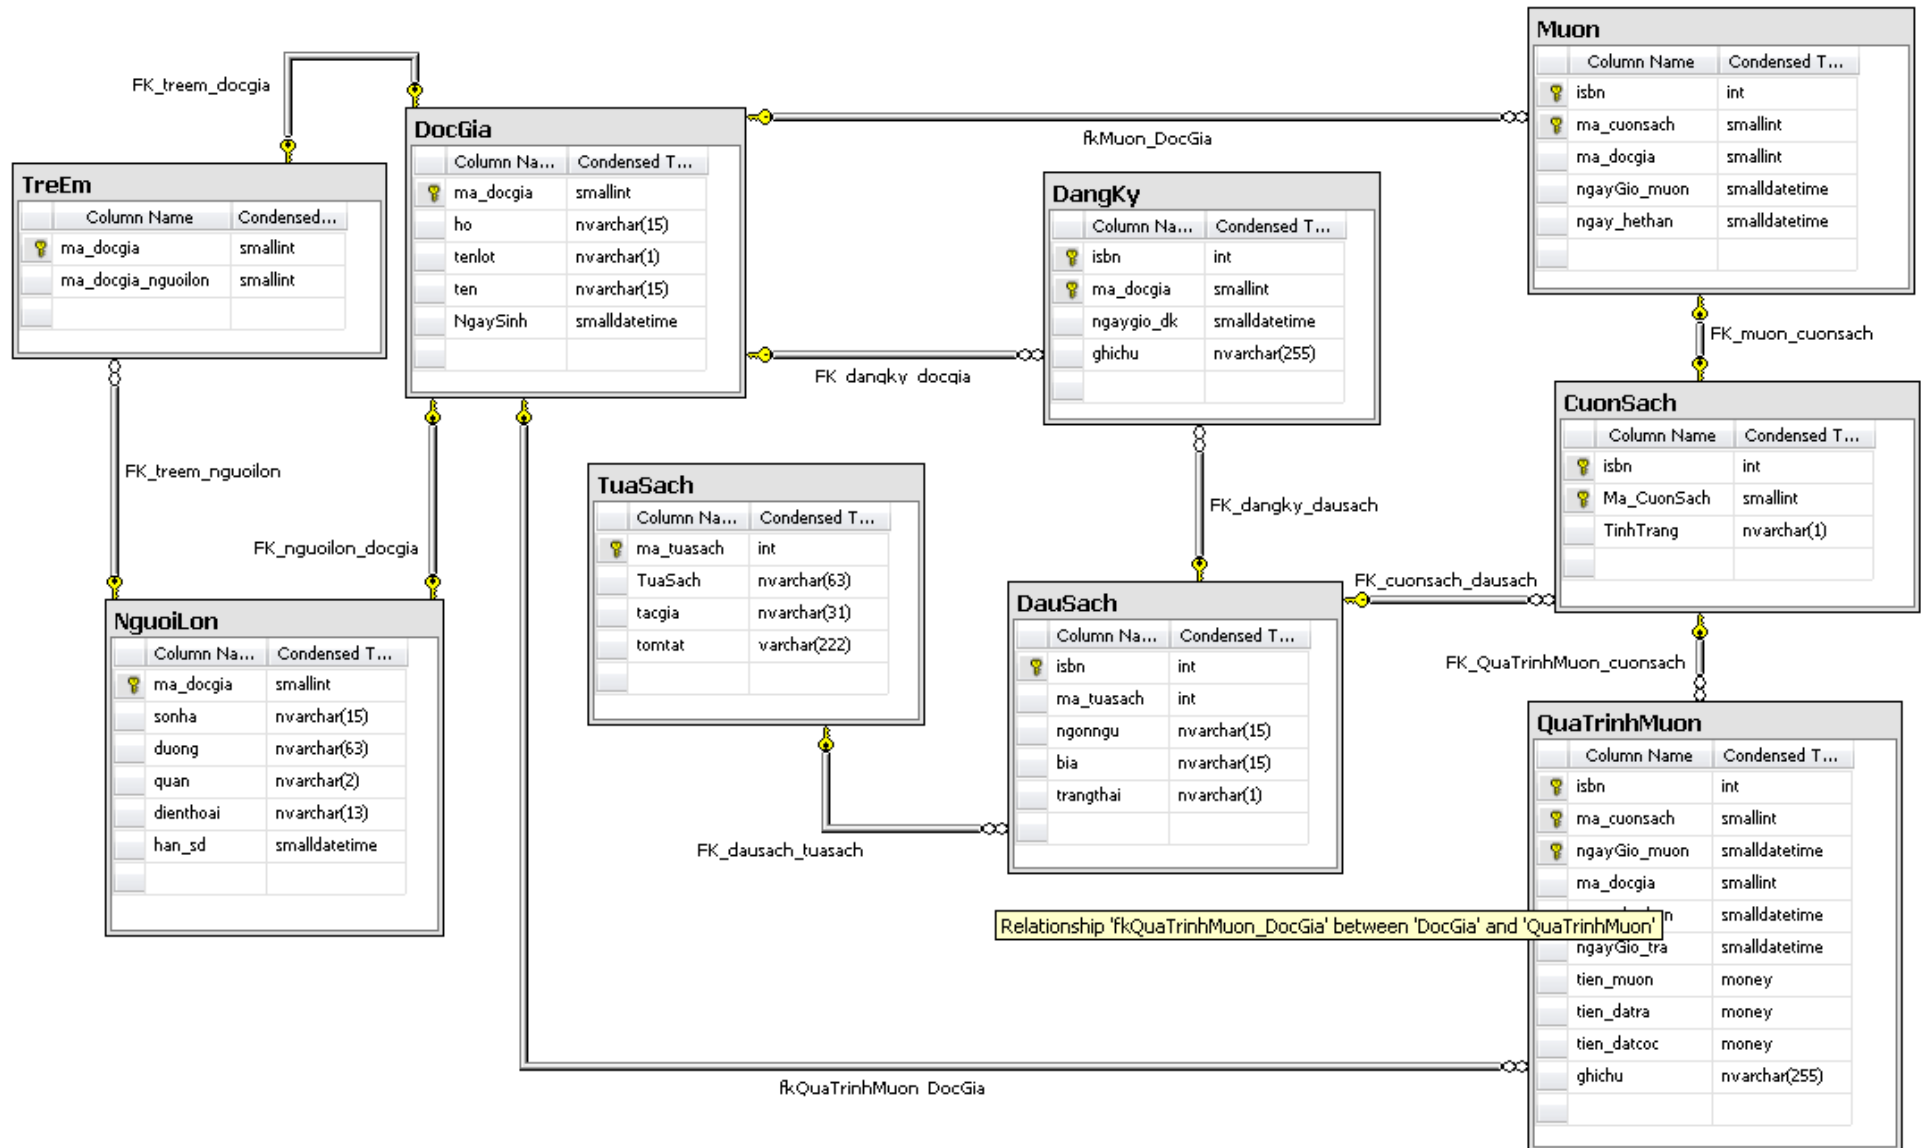 Muon
Column Name Condensed T...
isbn int
ma_cuonsach smallint
ma_docgia smallint
ngayGio_muon smalldatetime
ngay_hethan smalldatetime
FK_treem_docgia
DocGia
Column Na... Condensed T...
ma_docgia smallint
ho nvarchar(15)
tenlot nvarchar(1)
ten nvarchar(15)
NgaySinh smalldatetime
fkMuon_DocGia
TreEm
Column Name Condensed...
ma_docgia smallint
ma_docgia_nguoilon smallint
DangKy
Column Na... Condensed T...
isbn int
ma_docgia smallint
ngaygio_dk smalldatetime
ghichu nvarchar(255)
FK_muon_cuonsach
FK_dangky_docgia
CuonSach
Column Name Condensed T...
isbn int
Ma_CuonSach smallint
TinhTrang nvarchar(1)
FK_treem_nguoilon
FK_nguoilon_docgia
TuaSach
Column Na... Condensed T...
ma_tuasach int
TuaSach nvarchar(63)
tacgia nvarchar(31)
tomtat varchar(222)
FK_dangky_dausach
FK_cuonsach_dausach
DauSach
Column Na... Condensed T...
isbn int
ma_tuasach int
ngonngu nvarchar(15)
bia nvarchar(15)
trangthai nvarchar(1)
NguoiLon
Column Na... Condensed T...
ma_docgia smallint
sonha nvarchar(15)
duong nvarchar(63)
quan nvarchar(2)
dienthoai nvarchar(13)
han_sd smalldatetime
FK_QuaTrinhMuon_cuonsach
FK_dausach_tuasach
QuaTrinhMuon
Column Name Condensed T...
isbn int
ma_cuonsach smallint
ngayGio_muon smalldatetime
ma_docgia smallint
smalldatetime
Relationship 'fkQuaTrinhMuon_DocGia' between 'DocGia' and 'QuaTrinhMuon'
ngayGio_tra smalldatetime
tien_muon money
tien_datra money
tien_datcoc money
ghichu nvarchar(255)
fkQuaTrinhMuon_DocGia